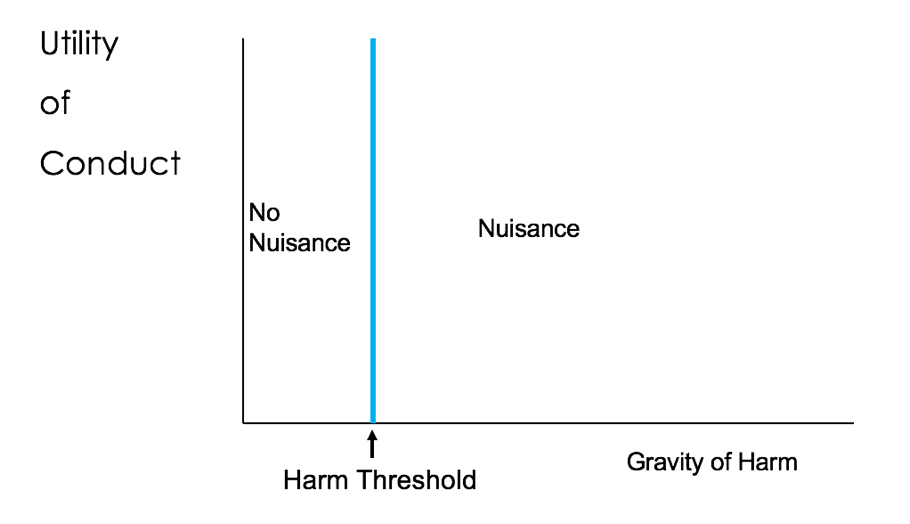 Utility
of
Conduct
No
Nuisance
Nuisance
Harm Threshold
Gravity of Harm